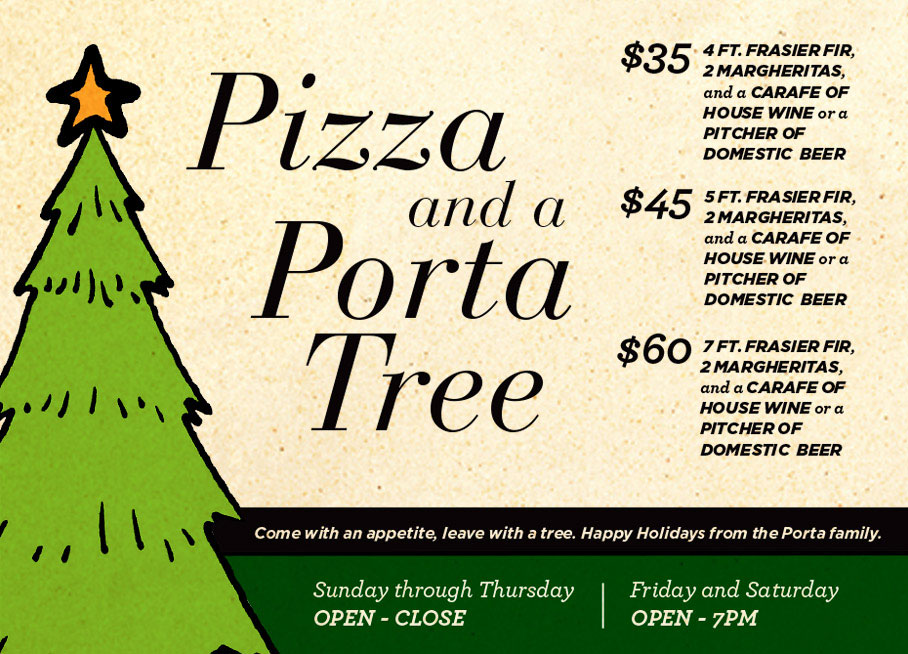 Pizza
and a
Porta
Tree
$35 4 FT. FRASIER FIR,
2 MARGHERITAS,
and a CARAFE OF
HOUSE WINE or a
PITCHER OF
DOMESTIC BEER
$45 5 FT. FRASIER FIR,
2 MARGHERITAS,
and a CARAFE OF
HOUSE WINE or a
PITCHER OF
DOMESTIC BEER
$60 7 FT. FRASIER FIR,
2 MARGHERITAS,
and a CARAFE OF
HOUSE WINE or a
PITCHER OF
DOMESTIC BEER
Come with an appetite, leave with a tree. Happy Holidays from the Porta family.
Sunday through Thursday
OPEN - CLOSE
Friday and Saturday
OPEN - 7PM